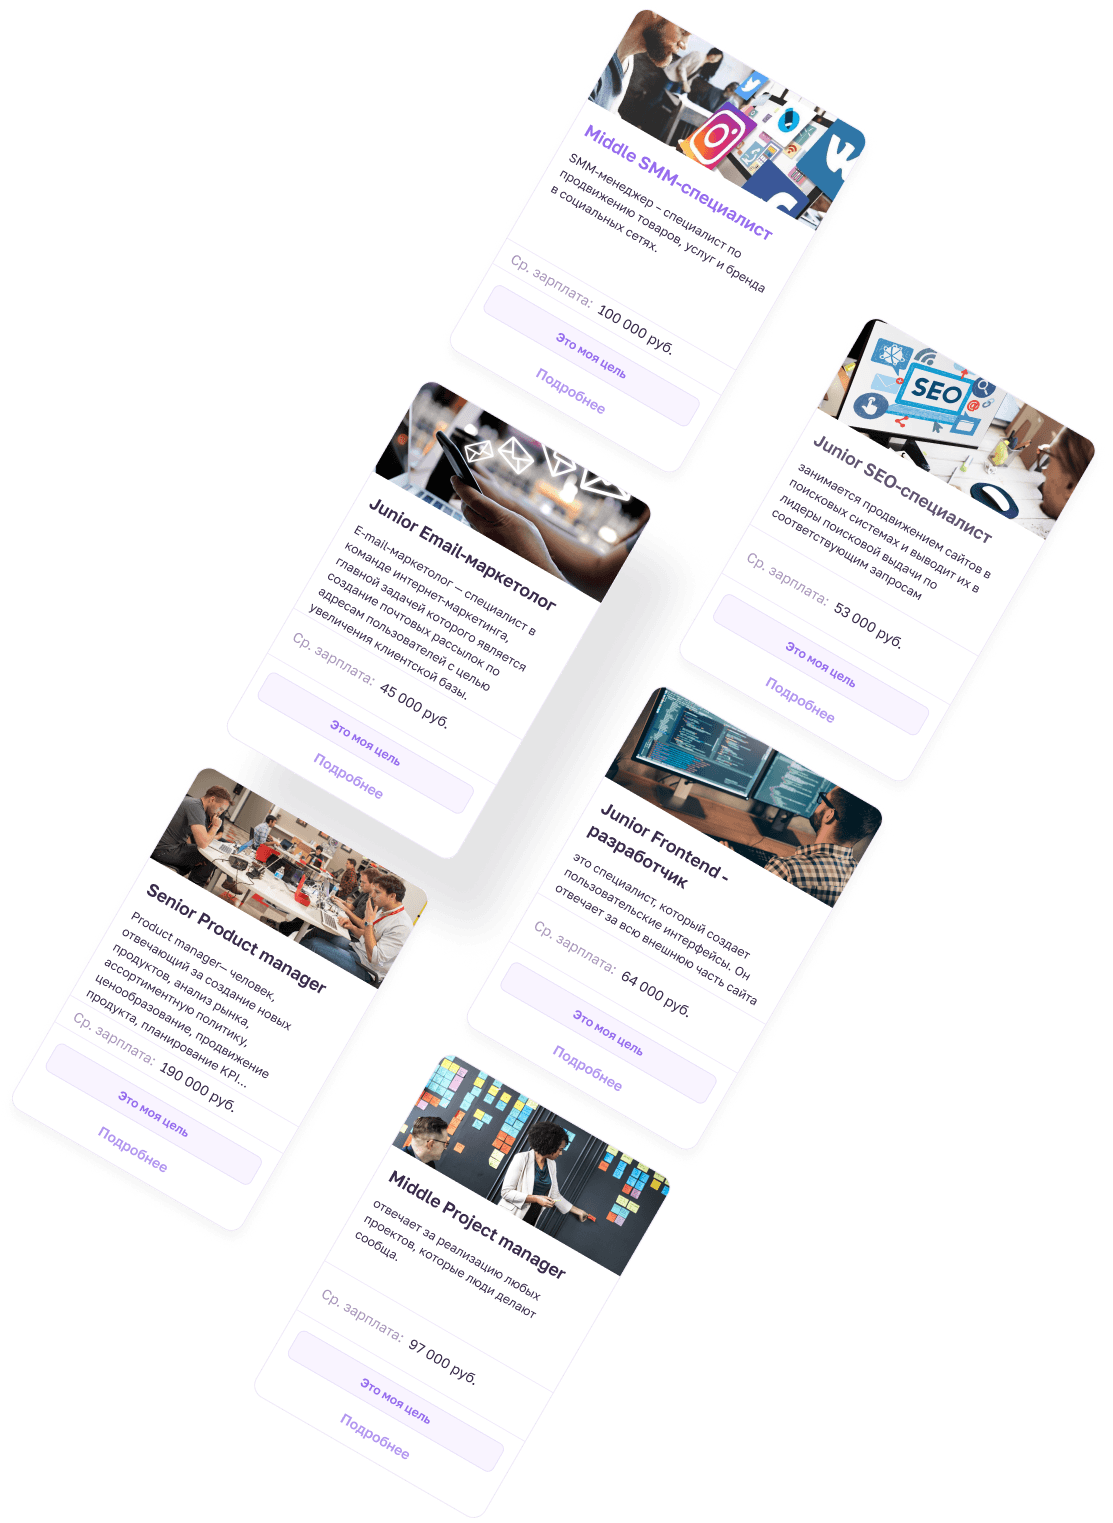 Middle SMM-специалист
SMM-менеджер – специалист по
продвижению товаров, услуг и бренда
в социальных сетях.
Ср. зарплата: 100 000 руб.
Это моя цель
Подробнее
SEO
Junior SEO-специалист
занимается продвижением сайтов в
поисковых системах и выводит их в
лидеры поисковой выдачи по
соответствующим запросам
Ср. зарплата: 53 000 руб.
Это моя цель
Подробнее
Junior Email-маркетолог
E-mail-маркетолог — специалист в
команде интернет-маркетинга,
главной задачей которого является
создание почтовых рассылок по
адресам пользователей с целью
увеличения клиентской базы.
Ср. зарплата: 45 000 руб.
Это моя цель
Подробнее
Junior Frontend -
разработчик
это специалист, который создает
пользовательские интерфейсы. Он
отвечает за всю внешнюю часть сайта
Ср. зарплата: 64 000 руб.
Это моя цель
Подробнее
Senior Product manager
Product manager— человек,
отвечающий за создание новых
продуктов, анализ рынка,
ассортиментную политику,
ценообразование, продвижение
продукта, планирование KPI...
Ср. зарплата: 190 000 руб.
Это моя цель
Подробнее
Middle Project manager
отвечает за реализацию любых
проектов, которые люди делают
сообща.
Ср. зарплата: 97 000 руб.
Это моя цель
Подробнее